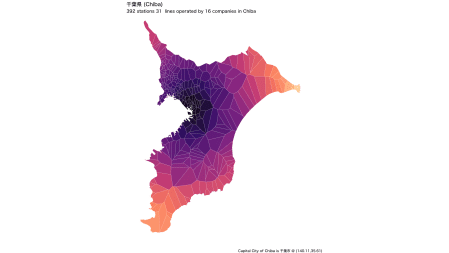 千葉県 (Chiba)
392 stations 31 lines operated by 16 companies in Chiba
Capital City of Chiba is 千葉市 @ (140.11,35.61)